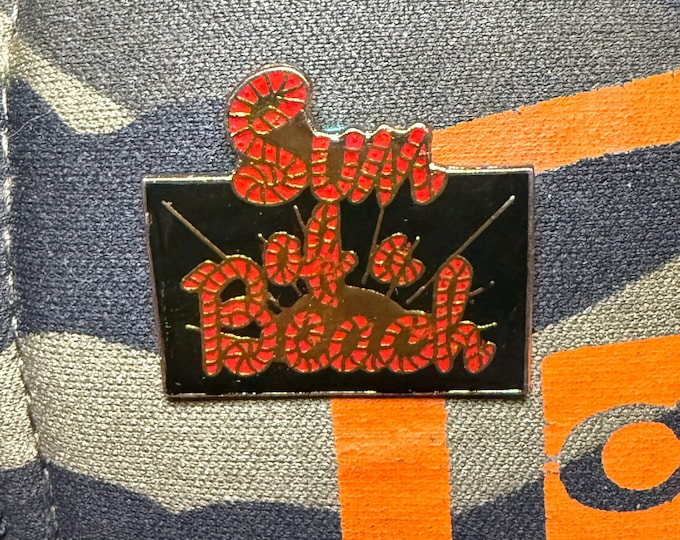 Sun
of a
Beach